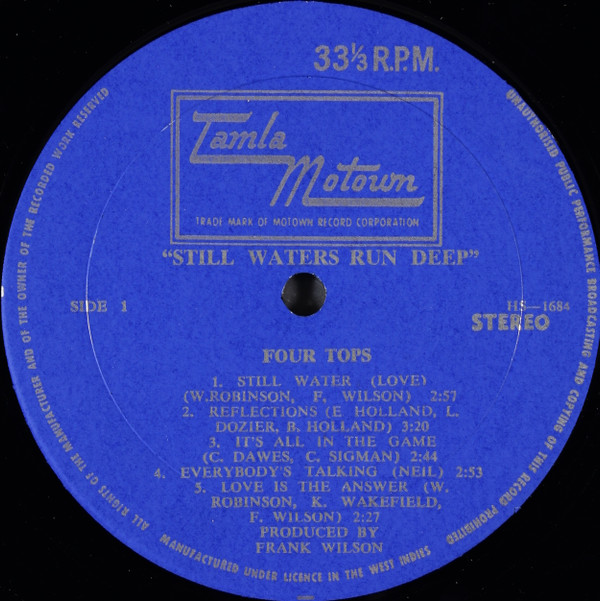 33⅓ R.P.M.
Tamla
Motown
TRADE MARK OF MOTOWN RECORD CORPORATION
"STILL WATERS RUN DEEP"
SIDE 1
HS—1684
STEREO
FOUR TOPS
1. STILL WATER (LOVE)
(W.ROBINSON, F. WILSON) 2:57
2. REFLECTIONS (E HOLLAND, L.
DOZIER, B. HOLLAND) 3:20
3. IT'S ALL IN THE GAME
(C. DAWES, C. SIGMAN) 2:44
4. EVERYBODY'S TALKING (NEIL) 2:53
5. LOVE IS THE ANSWER (W.
ROBINSON, K. WAKEFIELD,
F. WILSON) 2:27
PRODUCED BY
FRANK WILSON
ALL RIGHTS OF THE MANUFACTURER AND OF THE OWNER OF THE RECORDED WORK RESERVED
UNAUTHORISED PUBLIC PERFORMANCE BROADCASTING AND COPYING OF THIS RECORD PROHIBITED
MANUFACTURED UNDER LICENCE IN THE WEST INDIES